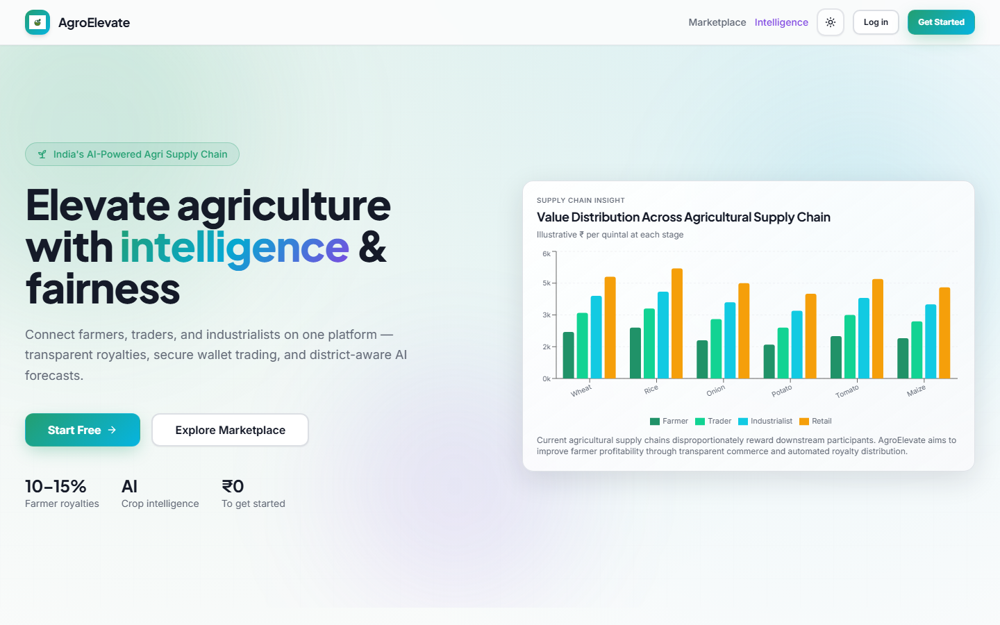 AgroElevate
Marketplace Intelligence Log in Get Started
India's AI-Powered Agri Supply Chain
Elevate agriculture
with intelligence &
fairness
Connect farmers, traders, and industrialists on one platform —
transparent royalties, secure wallet trading, and district-aware AI
forecasts.
Start Free → Explore Marketplace
10–15% AI ₹0
Farmer royalties Crop intelligence To get started
SUPPLY CHAIN INSIGHT
Value Distribution Across Agricultural Supply Chain
Illustrative ₹ per quintal at each stage
6k
5k
3k
2k
0k
Wheat Rice Onion Potato Tomato Maize
Farmer Trader Industrialist Retail
Current agricultural supply chains disproportionately reward downstream participants. AgroElevate aims to
improve farmer profitability through transparent commerce and automated royalty distribution.